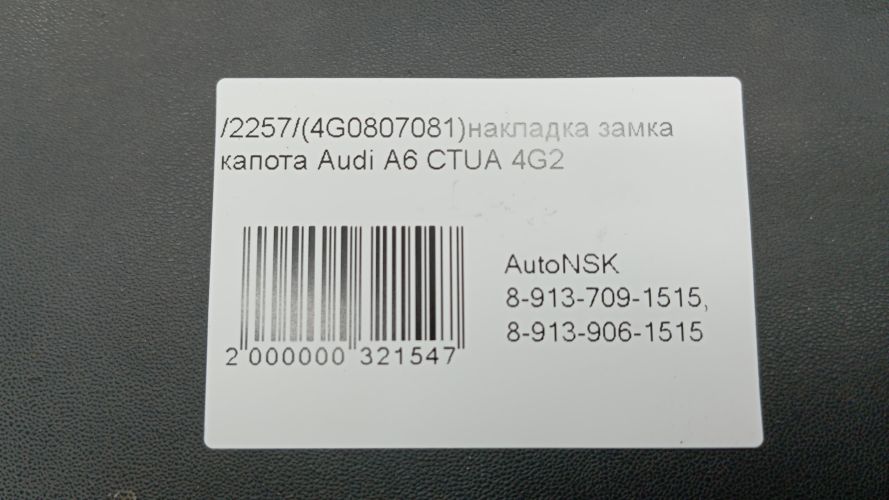 /2257/(4G0807081)накладка замка
капота Audi A6 CTUA 4G2
AutoNSK
8-913-709-1515,
8-913-906-1515
2 000000 321547